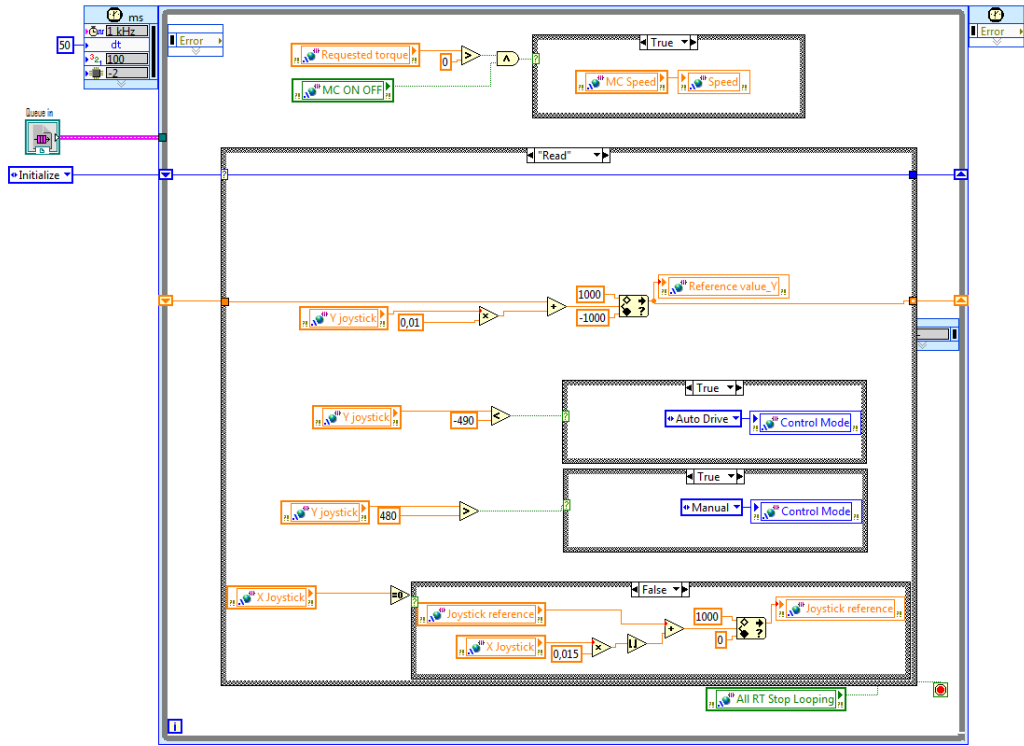 ms
1 kHz
Error
Error
50
dt
100
-2
True
Requested torque
0
MC ON OFF
MC Speed
Speed
Queue in
"Read"
Initialize
1000
Reference value_Y
Y joystick
0,01
-1000
True
Y joystick
-490
Auto Drive
Control Mode
True
Y joystick
480
Manual
Control Mode
False
X Joystick
=0
Joystick reference
1000
Joystick reference
X Joystick
0,015
0
All RT Stop Looping
i